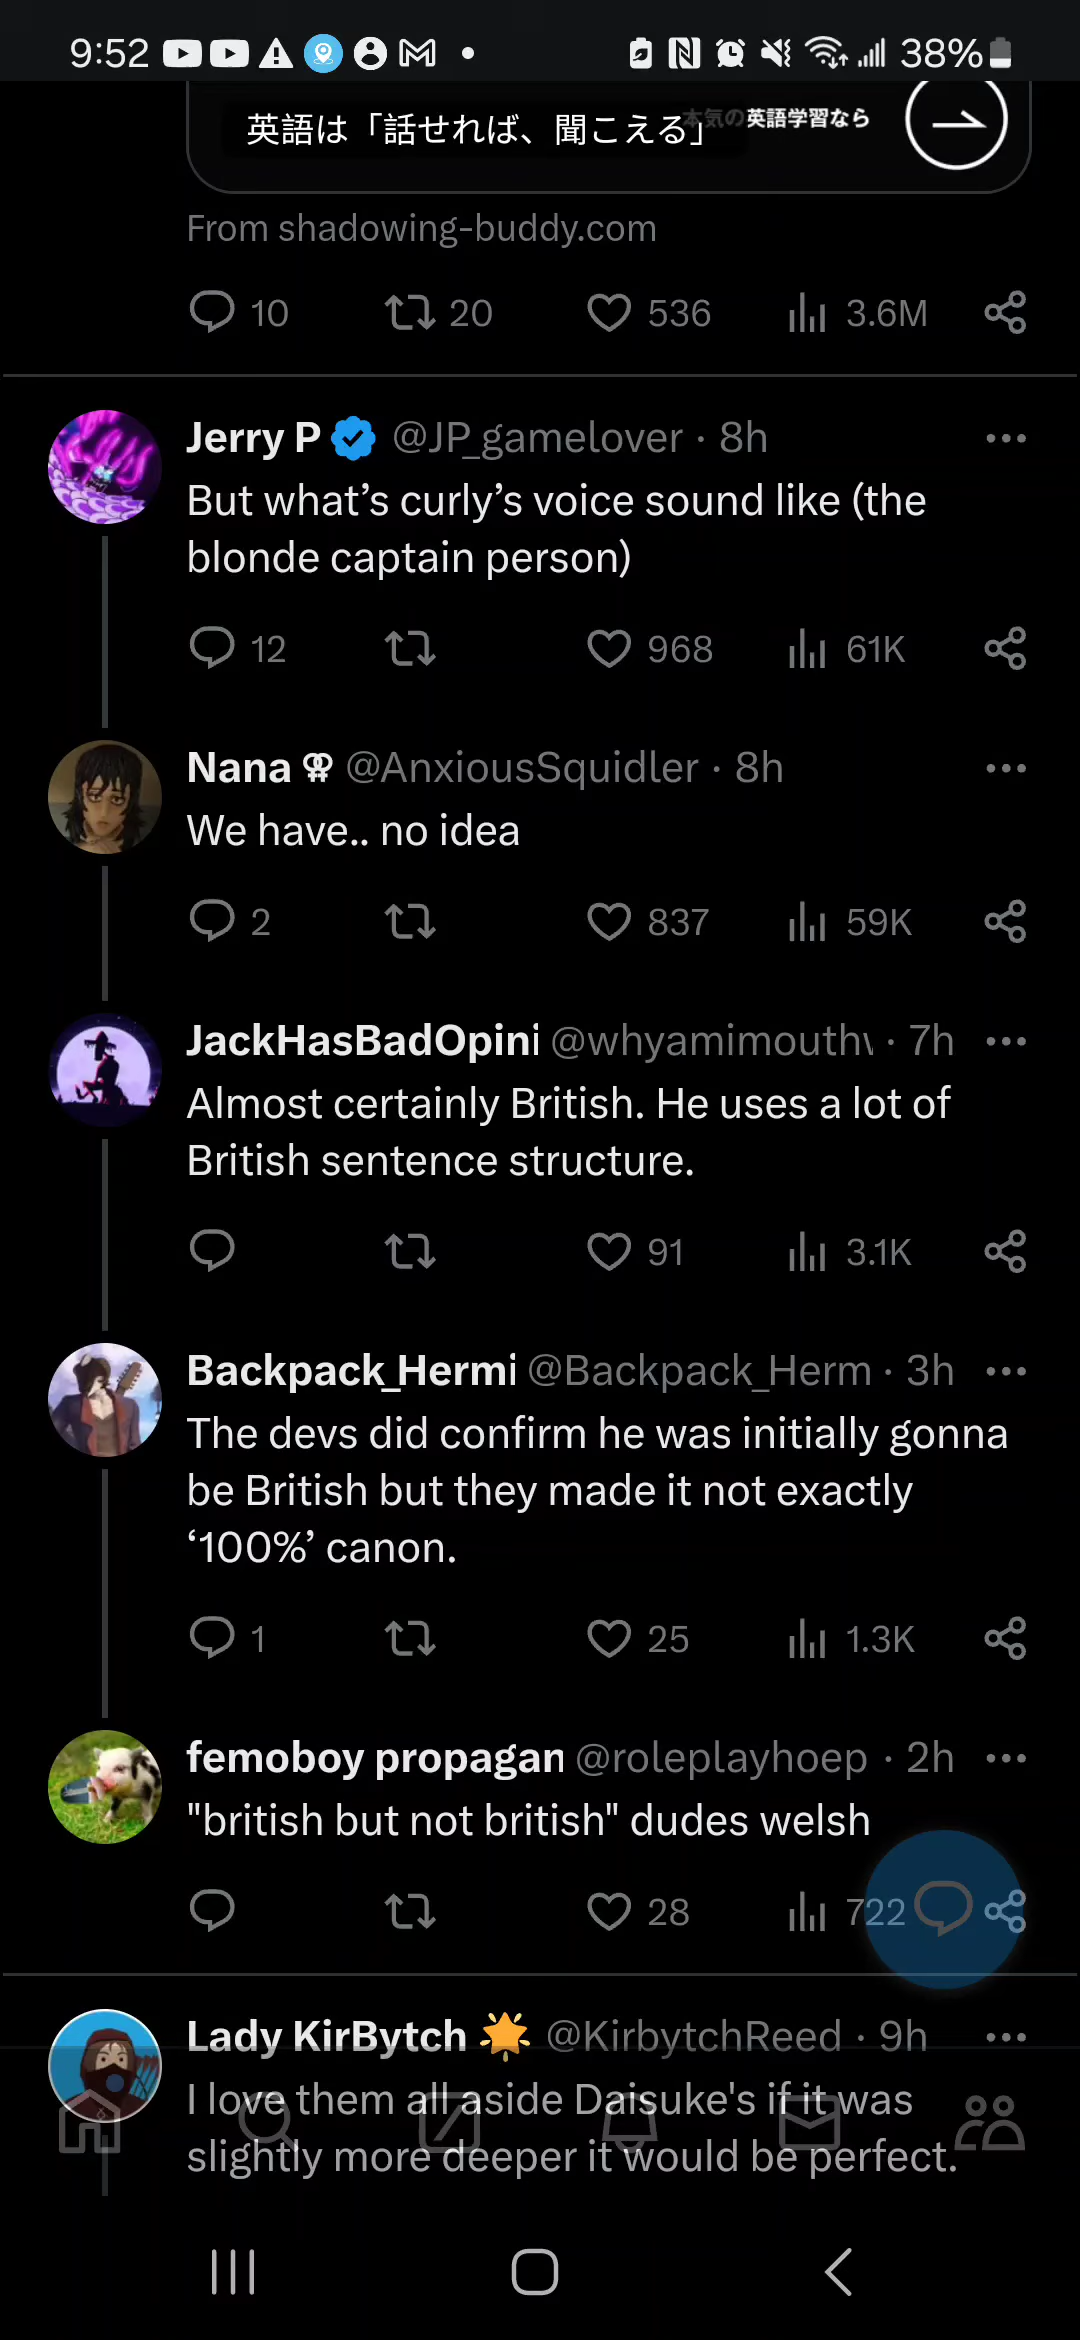 9:52
38%
英語は「話せれば、聞こえる」
本気の英語学習なら
From shadowing-buddy.com
10 20 536 3.6M
Jerry P @JP_gamelover · 8h
But what's curly's voice sound like (the
blonde captain person)
12 968 61K
Nana @AnxiousSquidler · 8h
We have.. no idea
2 837 59K
JackHasBadOpini @whyamimouth · 7h
Almost certainly British. He uses a lot of
British sentence structure.
91 3.1K
Backpack_Hermi @Backpack_Herm · 3h
The devs did confirm he was initially gonna
be British but they made it not exactly
‘100%’ canon.
1 25 1.3K
femoboy propagan @roleplayhoep · 2h
"british but not british" dudes welsh
28 722
Lady KirBytch 🌟 @KirbytchReed · 9h
I love them all aside Daisuke's if it was
slightly more deeper it would be perfect.